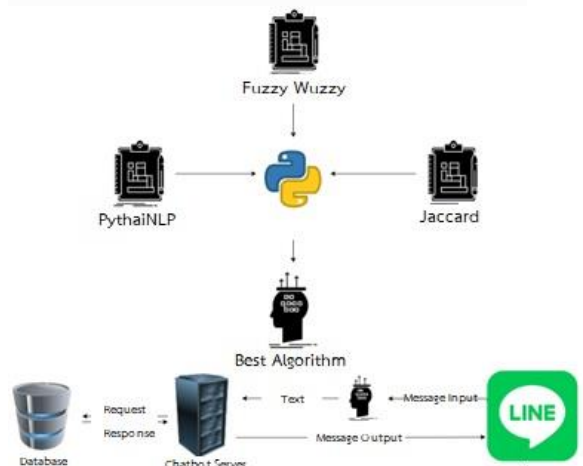 Fuzzy Wuzzy
PythaiNLP
Jaccard
Best Algorithm
Request
Text
Message Input
LINE
Response
Message Output
Database
Chatbot Server